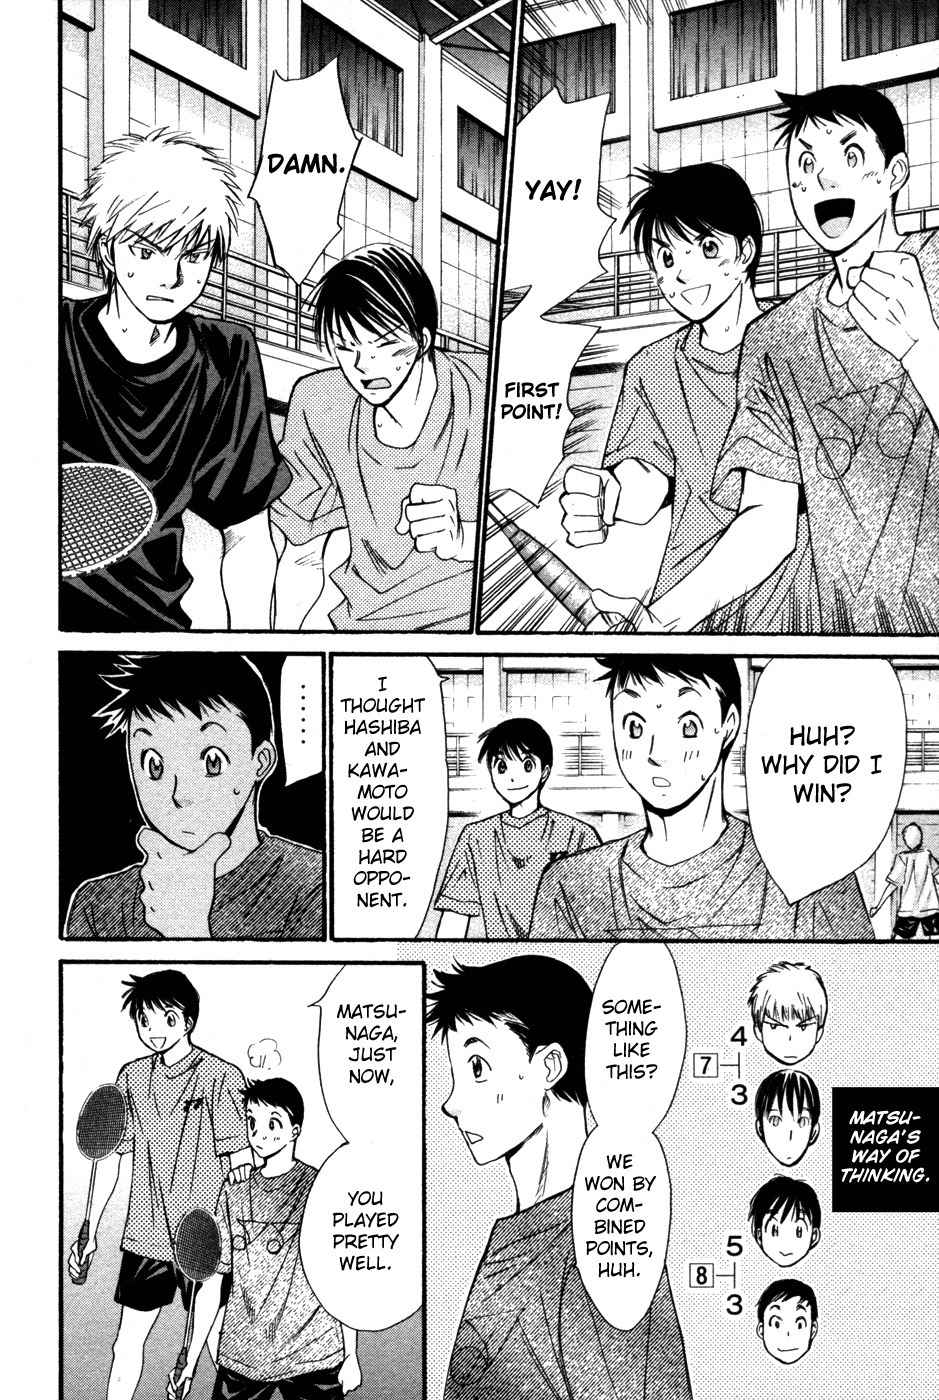 YAY!
FIRST
POINT!
DAMN.
HUH?
WHY DID I
WIN?
I
THOUGHT
HASHIBA
AND
KAWA-
MOTO
WOULD
BE A
HARD
OPPO-
NENT.
......
MATSU-
NAGA'S
WAY OF
THINKING.
4
7
3
5
8
3
SOME-
THING
LIKE
THIS?
WE
WON BY
COM-
BINED
POINTS,
HUH.
MATSU-
NAGA,
JUST
NOW,
YOU
PLAYED
PRETTY
WELL.